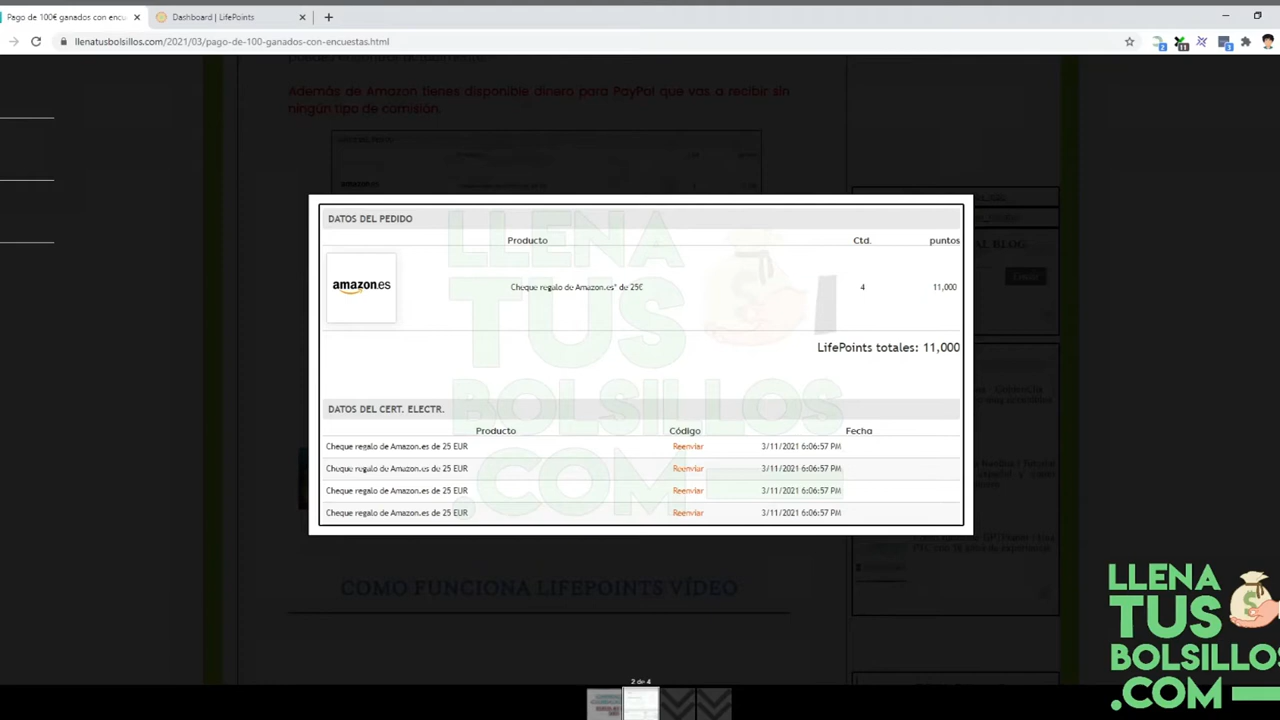 Pago de 100€ ganados con encu
Dashboard | LifePoints
llenatusbolsillos.com/2021/03/pago-de-100-ganados-con-encuestas.html
Además de Amazon tienes disponible dinero para PayPal que vas a recibir sin
ningún tipo de comisión.
DATOS DEL PEDIDO
Producto Ctd. puntos
amazon.es
Cheque regalo de Amazon.es* de 25€ 4 11,000
LifePoints totales: 11,000
DATOS DEL CERT. ELECTR.
Producto Código Fecha
Cheque regalo de Amazon.es de 25 EUR Reenviar 3/11/2021 6:06:57 PM
Cheque regalo de Amazon.es de 25 EUR Reenviar 3/11/2021 6:06:57 PM
Cheque regalo de Amazon.es de 25 EUR Reenviar 3/11/2021 6:06:57 PM
Cheque regalo de Amazon.es de 25 EUR Reenviar 3/11/2021 6:06:57 PM
LLENA
TUS
BOLSILLOS
.COM
COMO FUNCIONA LIFEPOINTS VÍDEO
2 de 4
LLENA
TUS
BOLSILLOS
.COM